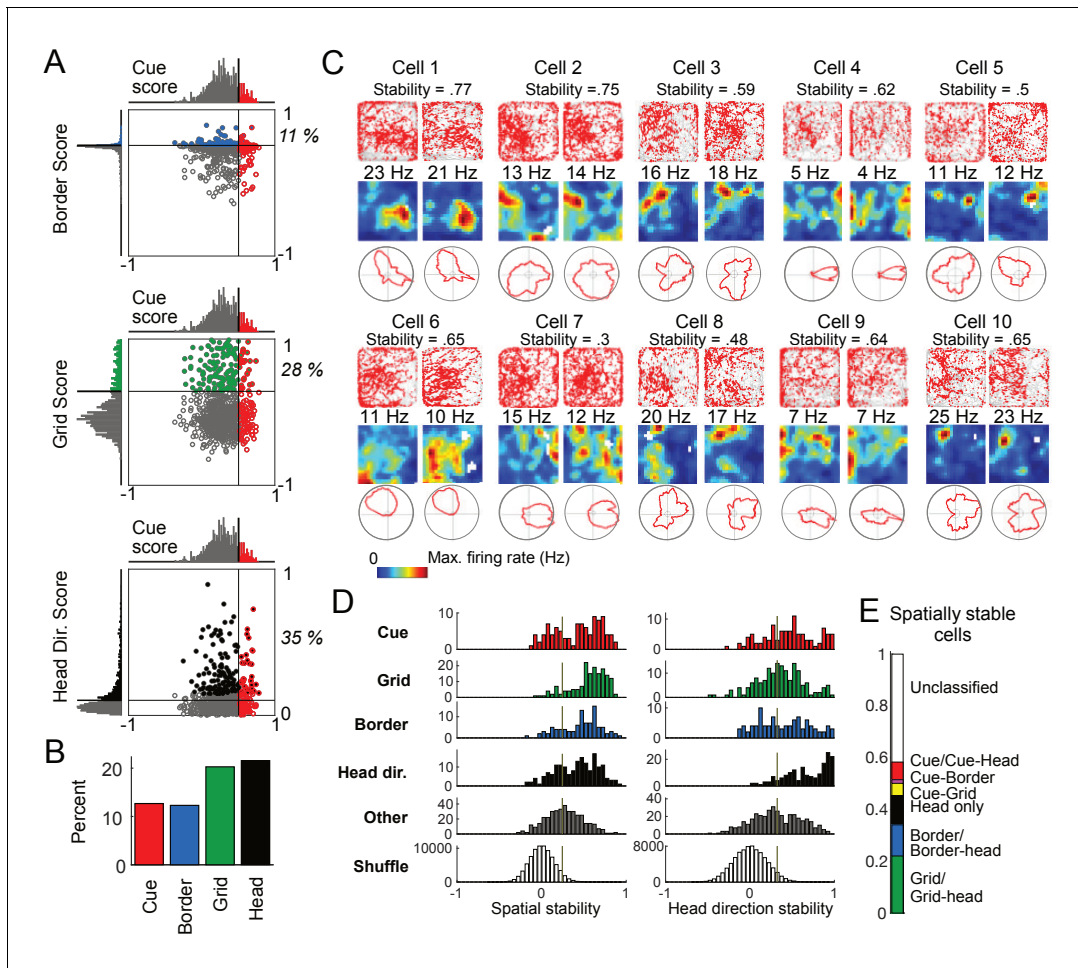 A
Cue
score
Border Score
1
11 %
-1
-1
1
Cue
score
Grid Score
1
28 %
-1
-1
1
Cue
score
Head Dir. Score
1
35 %
0
-1
1
B
Percent
20
10
0
Cue
Border
Grid
Head
C
Cell 1
Cell 2
Cell 3
Cell 4
Cell 5
Stability = .77
Stability =.75
Stability = .59
Stability = .62
Stability = .5
23 Hz
21 Hz
13 Hz
14 Hz
16 Hz
18 Hz
5 Hz
4 Hz
11 Hz
12 Hz
Cell 6
Cell 7
Cell 8
Cell 9
Cell 10
Stability = .65
Stability = .3
Stability = .48
Stability = .64
Stability = .65
11 Hz
10 Hz
15 Hz
12 Hz
20 Hz
17 Hz
7 Hz
7 Hz
25 Hz
23 Hz
0
Max. firing rate (Hz)
D
Cue
10
0
10
0
Grid
20
10
0
10
0
Border
10
0
10
0
Head dir.
10
0
20
10
0
Other
40
20
0
40
20
0
Shuffle
10000
8000
-1
0
1
-1
0
1
Spatial stability
Head direction stability
E
Spatially stable
cells
1
0.8
0.6
0.4
0.2
0
Unclassified
Cue/Cue-Head
Cue-Border
Cue-Grid
Head only
Border/
Border-head
Grid/
Grid-head